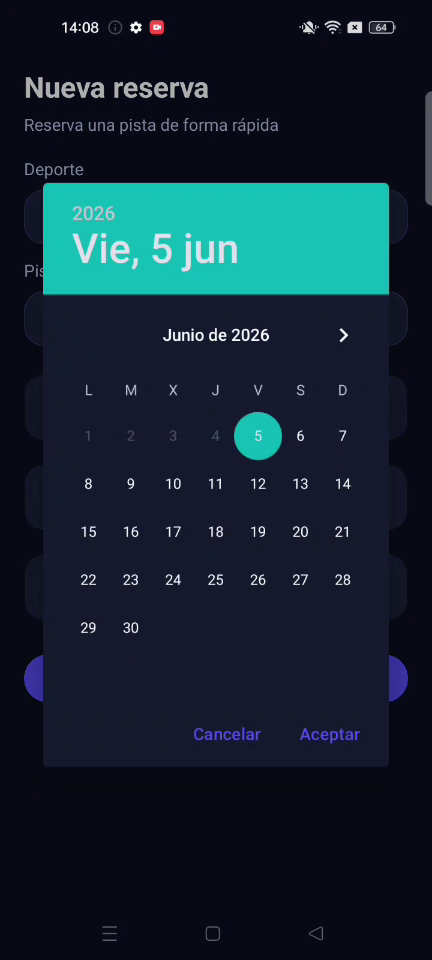 14:08 64
Nueva reserva
Reserva una pista de forma rápida
Deporte
2026
Vie, 5 jun
Pis
Junio de 2026
L M X J V S D
1 2 3 4 5 6 7
8 9 10 11 12 13 14
15 16 17 18 19 20 21
22 23 24 25 26 27 28
29 30
Cancelar Aceptar